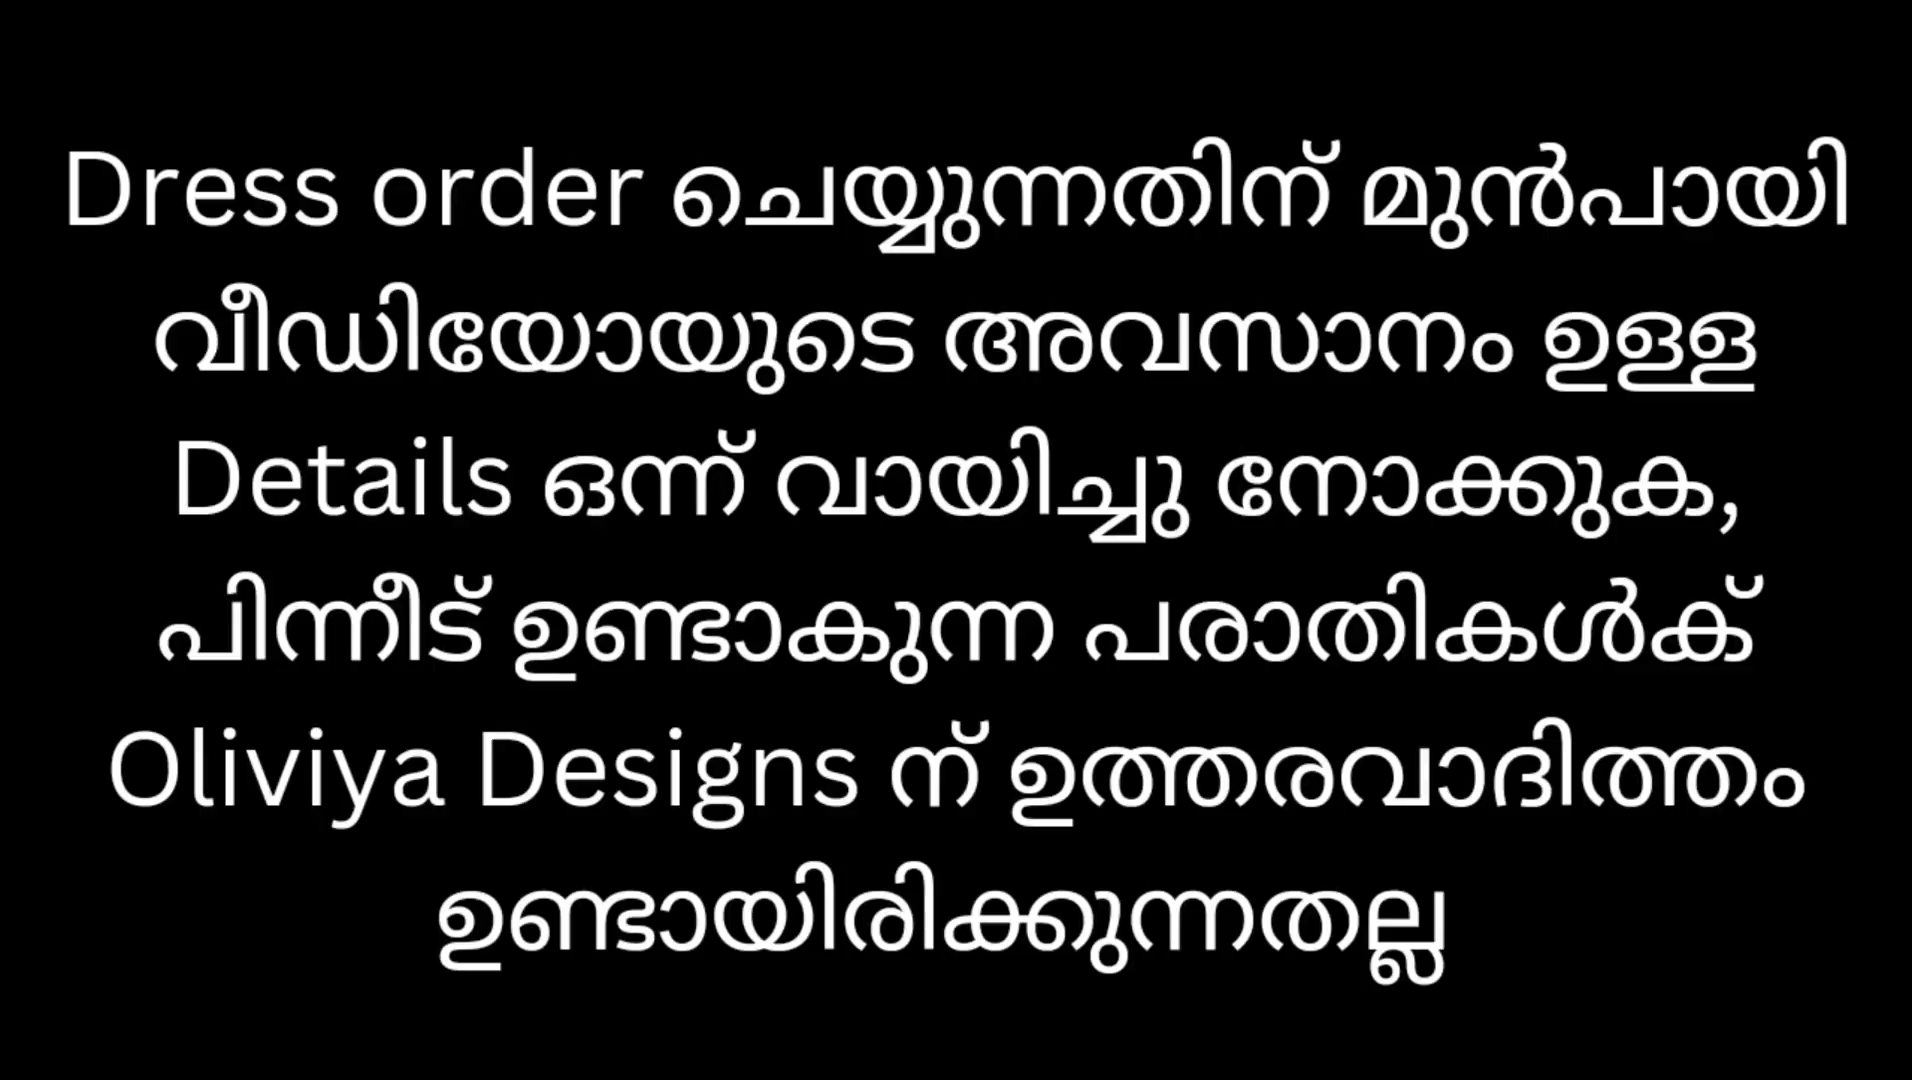 Dress order ചെയ്യുന്നതിന് മുൻപായി
വീഡിയോയുടെ അവസാനം ഉള്ള
Details ഒന്ന് വായിച്ചു നോക്കുക,
പിന്നീട് ഉണ്ടാകുന്ന പരാതികൾക്
Oliviya Designs ന് ഉത്തരവാദിത്തം
ഉണ്ടായിരിക്കുന്നതല്ല